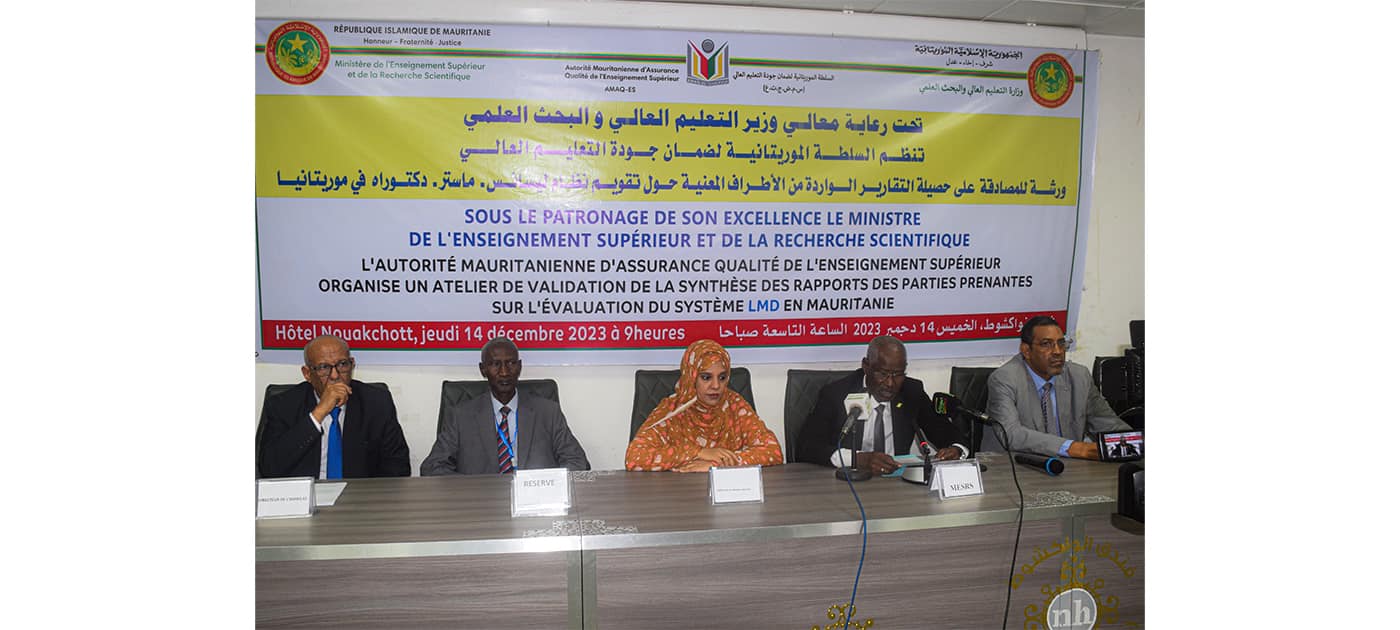 RÉPUBLIQUE ISLAMIQUE DE MAURITANIE
Honneur - Fraternité - Justice
Ministère de l'Enseignement Supérieur
et de la Recherche Scientifique
Autorité Mauritanienne d'Assurance
Qualité de l'Enseignement Supérieur
AMAQ-ES
السلطة الموريتانية لضمان جودة التعليم العالي
(س.م.ض.ج.ت.ع)
الجمهورية الإسلامية الموريتانية
شرف - إخاء - عدل
وزارة التعليم العالي والبحث العلمي
تحت رعاية معالي وزير التعليم العالي و البحث العلمي
تنظم السلطة الموريتانية لضمان جودة التعليم العالي
ورشة للمصادقة على حصيلة التقارير الواردة من الأطراف المعنية حول تقويم نظام ليسانس. ماستر. دكتوراه في موريتانيا
SOUS LE PATRONAGE DE SON EXCELLENCE LE MINISTRE
DE L'ENSEIGNEMENT SUPÉRIEUR ET DE LA RECHERCHE SCIENTIFIQUE
L'AUTORITÉ MAURITANIENNE D'ASSURANCE QUALITÉ DE L'ENSEIGNEMENT SUPÉRIEUR
ORGANISE UN ATELIER DE VALIDATION DE LA SYNTHÈSE DES RAPPORTS DES PARTIES PRENANTES
SUR L'ÉVALUATION DU SYSTÈME LMD EN MAURITANIE
Hôtel Nouakchott, jeudi 14 décembre 2023 à 9heures
نواكشوط، الخميس 14 دجمبر 2023 الساعة التاسعة صباحا
RESERVE
MESRS
فندق انواكشوط
nh